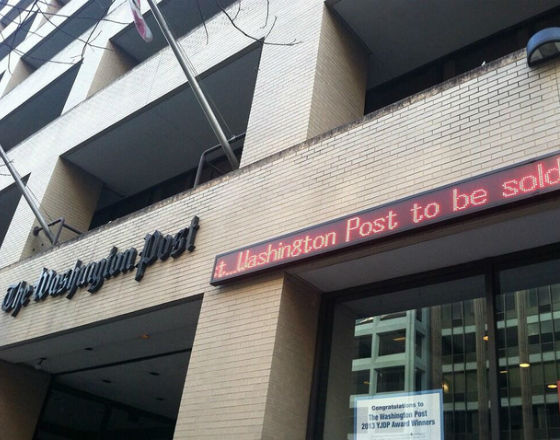 The Washington Post
t...Washington Post to be sold
Congratulations to
The Washington Post
2013 YJDP Award Winners